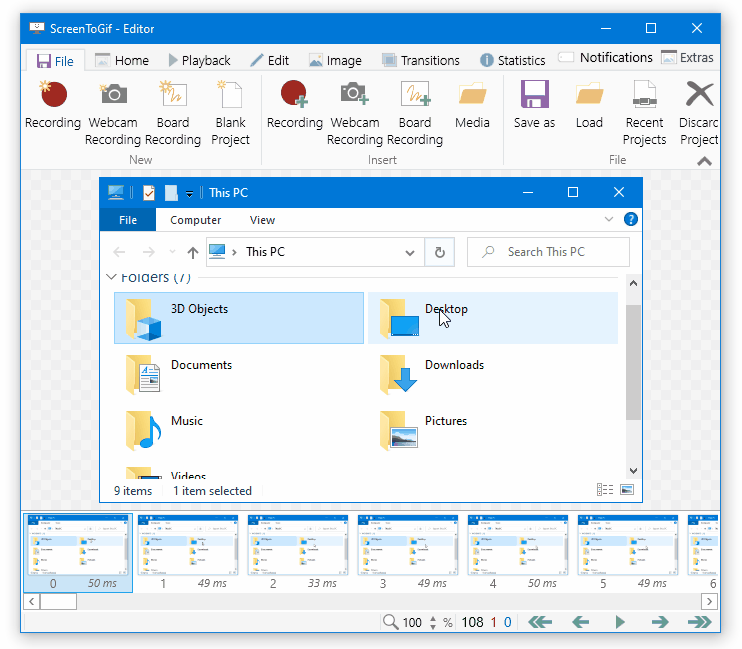 ScreenToGif - Editor
File Home Playback Edit Image Transitions Statistics Notifications Extras
Recording Webcam Recording Board Recording Blank Project Recording Webcam Recording Board Recording Media Save as Load Recent Projects Discard Project
New Insert File
This PC
File Computer View
This PC Search This PC
Folders (7)
3D Objects Desktop
Documents Downloads
Music Pictures
Videos
9 items 1 item selected
0 50 ms 1 49 ms 2 33 ms 3 49 ms 4 50 ms 5 49 ms 6
100 % 108 1 0